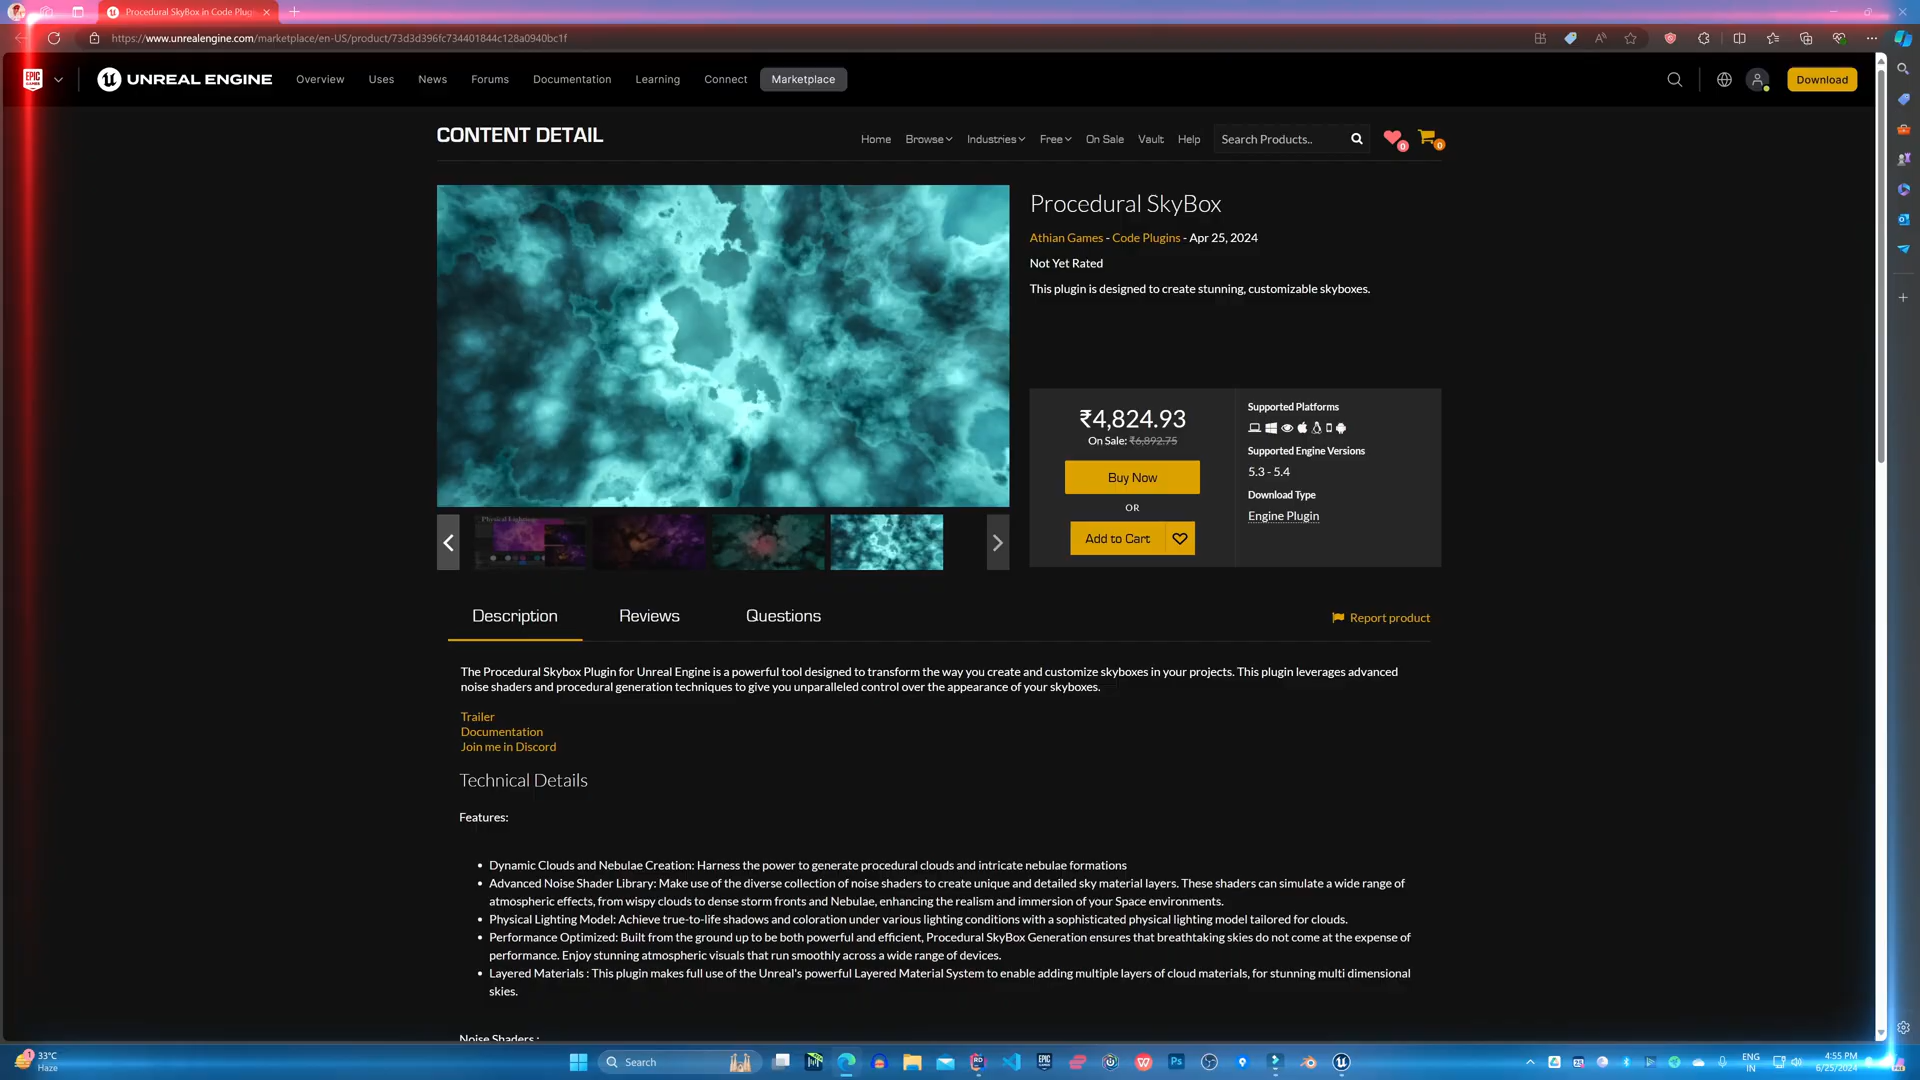 Procedural SkyBox in Code Plugi
https://www.unrealengine.com/marketplace/en-US/product/73d3d396fc734401844c128a0940bc1f
EPIC GAMES
UNREAL ENGINE
Overview
Uses
News
Forums
Documentation
Learning
Connect
Marketplace
Download
CONTENT DETAIL
Home
Browse
Industries
Free
On Sale
Vault
Help
Search Products..
0
0
Procedural SkyBox
Athian Games - Code Plugins - Apr 25, 2024
Not Yet Rated
This plugin is designed to create stunning, customizable skyboxes.
₹4,824.93
On Sale: ₹6,892.75
Buy Now
OR
Add to Cart
Supported Platforms
Supported Engine Versions
5.3 - 5.4
Download Type
Engine Plugin
Physical Lighting
Description
Reviews
Questions
Report product
The Procedural Skybox Plugin for Unreal Engine is a powerful tool designed to transform the way you create and customize skyboxes in your projects. This plugin leverages advanced
noise shaders and procedural generation techniques to give you unparalleled control over the appearance of your skyboxes.
Trailer
Documentation
Join me in Discord
Technical Details
Features:
• Dynamic Clouds and Nebulae Creation: Harness the power to generate procedural clouds and intricate nebulae formations
• Advanced Noise Shader Library: Make use of the diverse collection of noise shaders to create unique and detailed sky material layers. These shaders can simulate a wide range of
atmospheric effects, from wispy clouds to dense storm fronts and Nebulae, enhancing the realism and immersion of your Space environments.
• Physical Lighting Model: Achieve true-to-life shadows and coloration under various lighting conditions with a sophisticated physical lighting model tailored for clouds.
• Performance Optimized: Built from the ground up to be both powerful and efficient, Procedural SkyBox Generation ensures that breathtaking skies do not come at the expense of
performance. Enjoy stunning atmospheric visuals that run smoothly across a wide range of devices.
• Layered Materials : This plugin makes full use of the Unreal's powerful Layered Material System to enable adding multiple layers of cloud materials, for stunning multi dimensional
skies.
Noise Shaders :
1
33°C
Haze
Search
ENG
IN
4:55 PM
6/25/2024